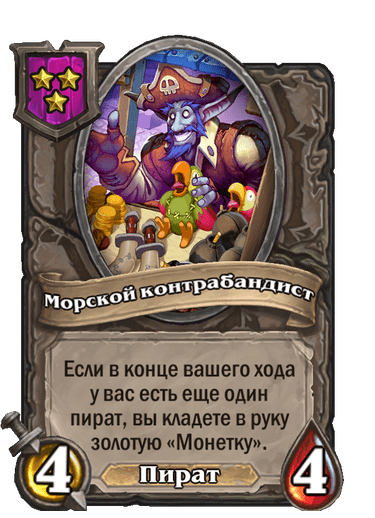 Морской контрабандист
Если в конце вашего хода
у вас есть еще один
пират, вы кладете в руку
золотую «Монетку».
4
Пират
4